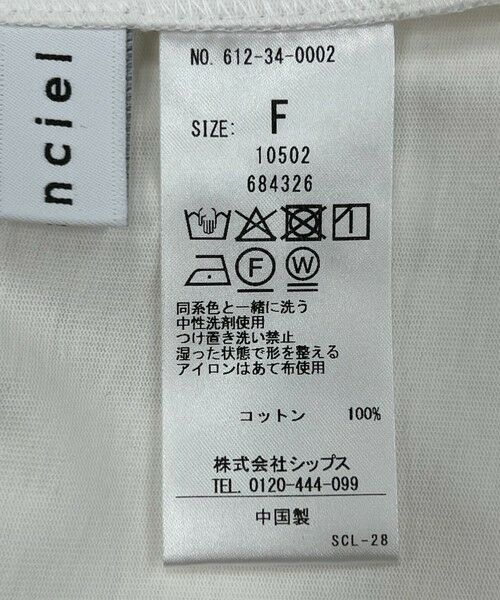 nciel
NO. 612-34-0002
SIZE: F
10502
684326
F W
同系色と一緒に洗う
中性洗剤使用
つけ置き洗い禁止
湿った状態で形を整える
アイロンはあて布使用
コットン 100%
株式会社シップス
TEL. 0120-444-099
中国製
SCL-28